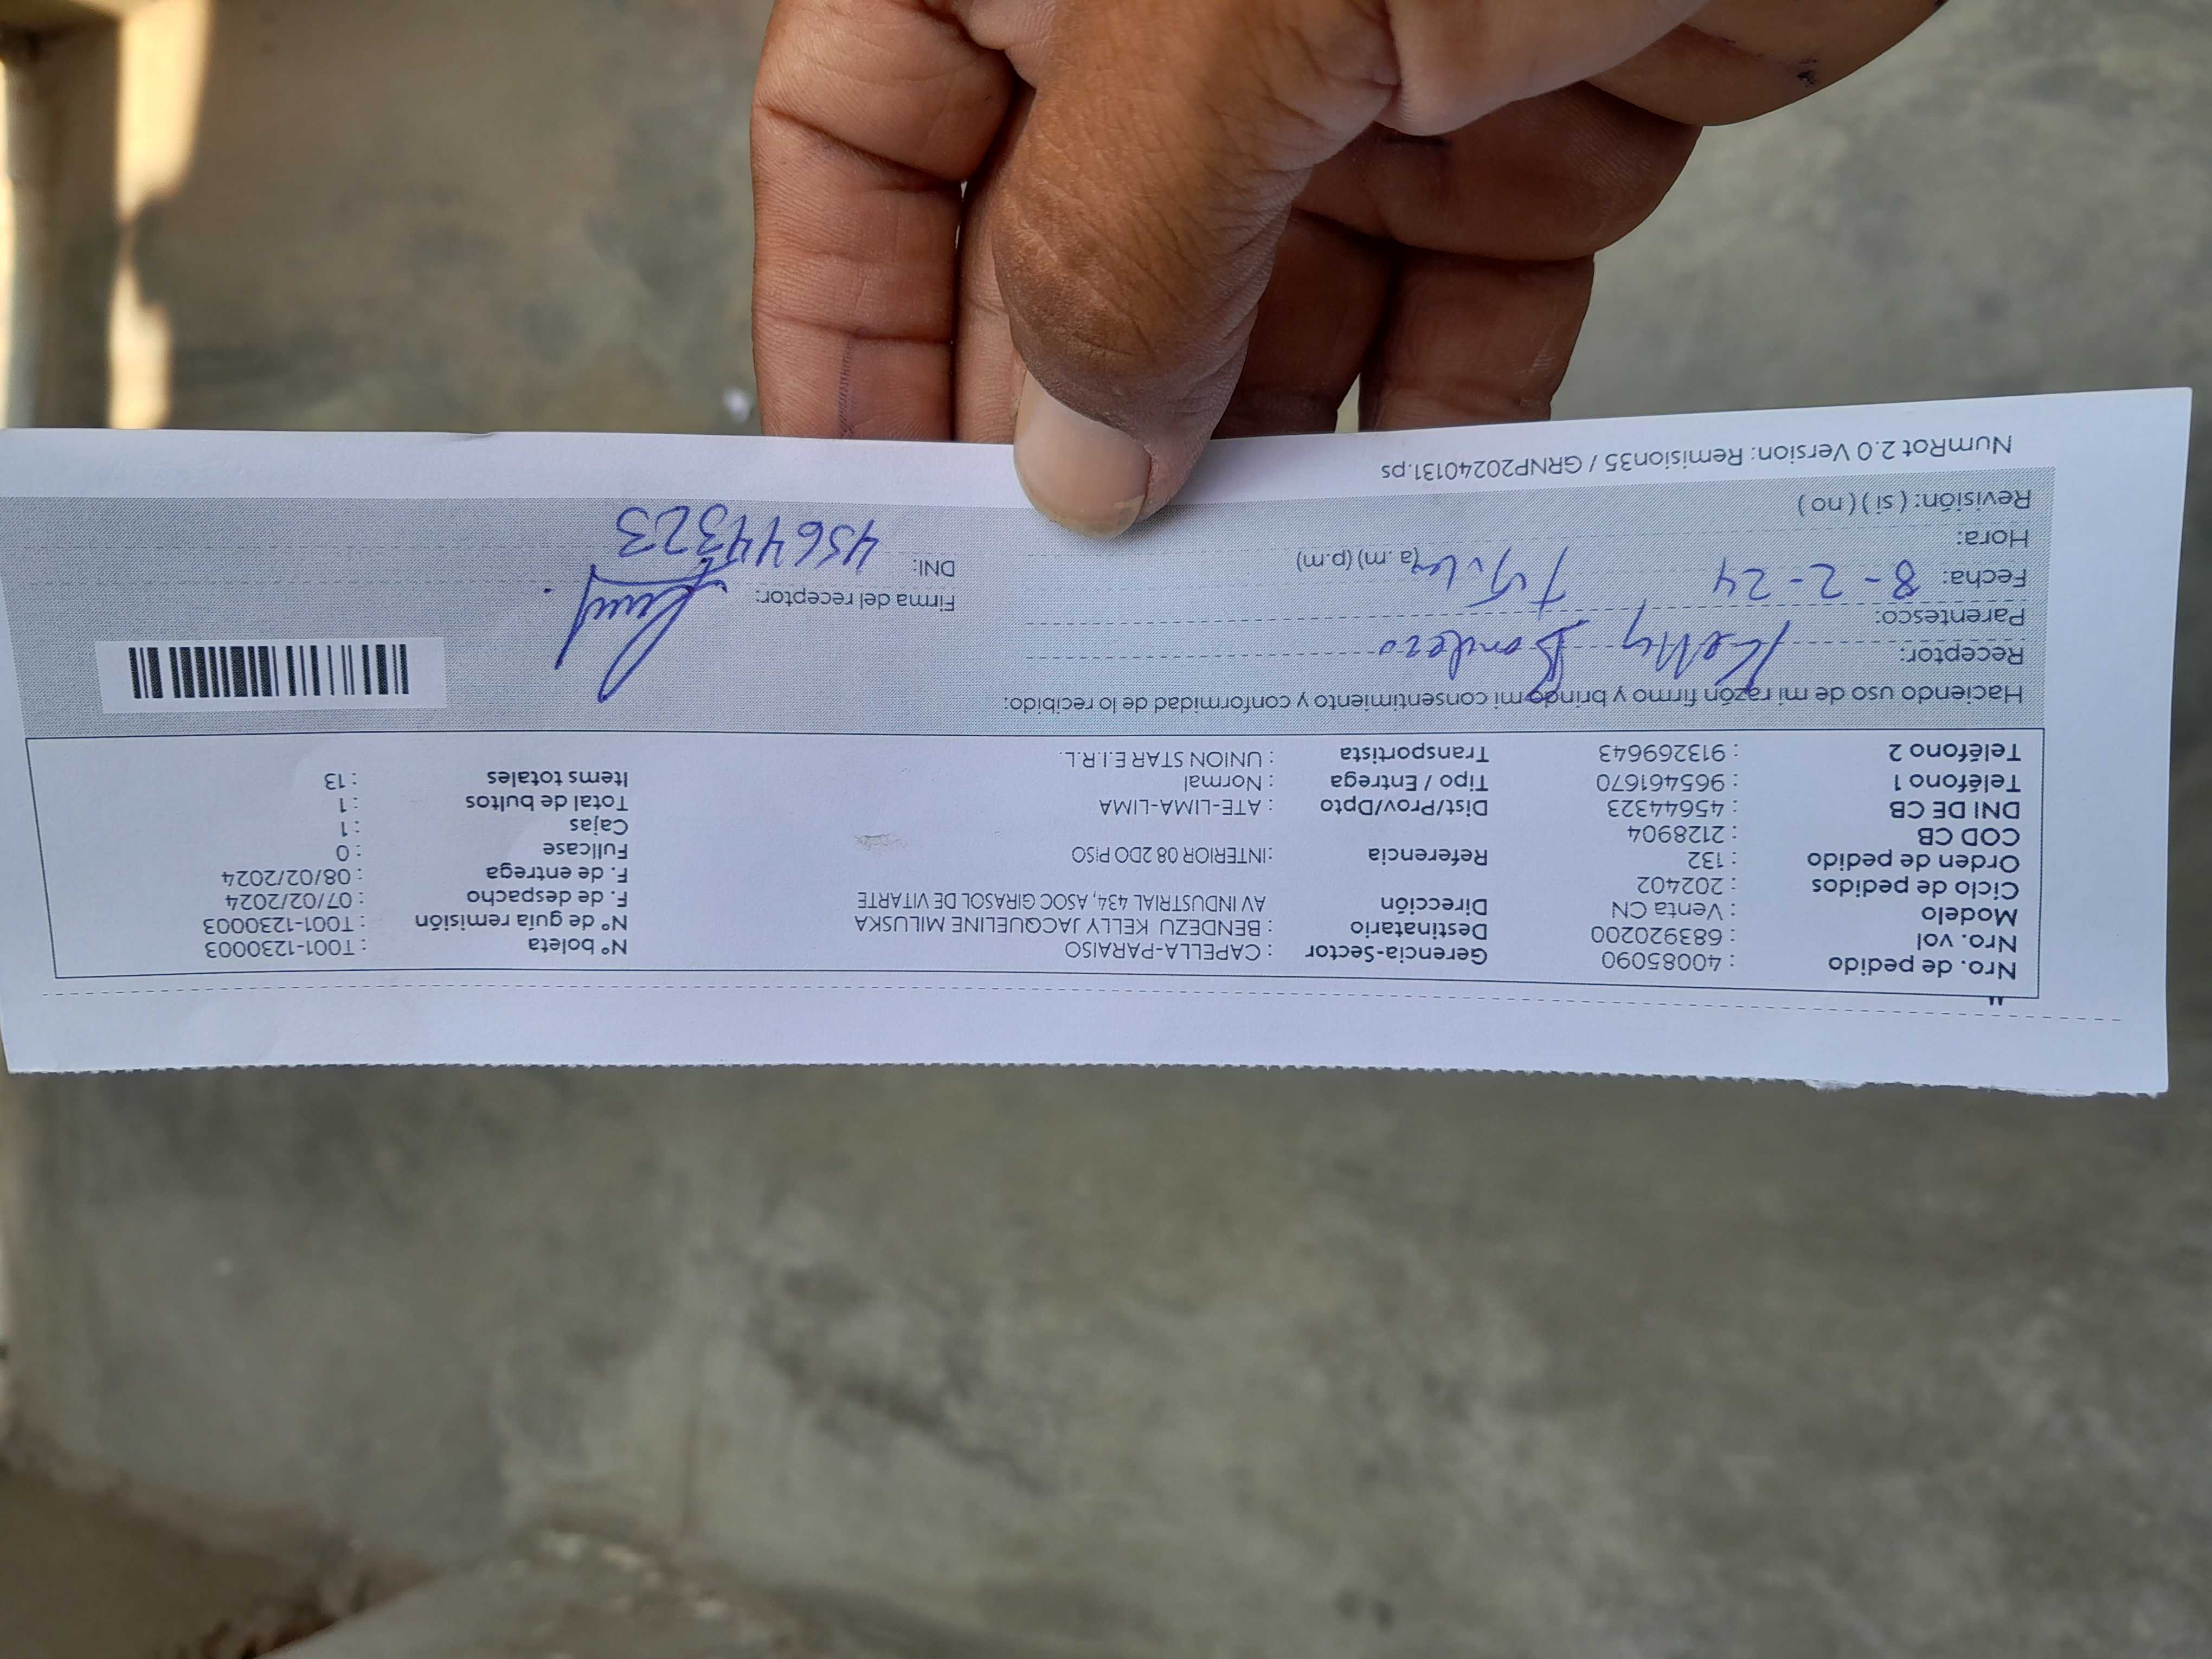 Nro. de pedido : 40085090 Gerencia-Sector : CAPELLA-PARAISO N° boleta : T001-1230003
Nro. vol : 683920200 Destinatario : BENDEZU KELLY JACQUELINE MILUSKA N° de guía remisión : T001-1230003
Modelo : Venta CN Dirección AV INDUSTRIAL 434, ASOC GIRASOL DE VITARTE F. de despacho : 07/02/2024
Ciclo de pedidos : 202402 F. de entrega : 08/02/2024
Orden de pedido : 132 Referencia :INTERIOR 08 2DO PISO Fullcase : 0
COD CB : 2128904 Cajas : 1
DNI DE CB : 45644323 Dist/Prov/Dpto : ATE-LIMA-LIMA Total de bultos : 1
Teléfono 1 : 965461670 Tipo / Entrega : Normal Items totales : 13
Teléfono 2 : 913269643 Transportista : UNION STAR E.I.R.L.
Haciendo uso de mi razón firmo y brindo mi consentimiento y conformidad de lo recibido:
Receptor: Kelly
Parentesco: Firma del receptor:
Fecha: 8-2-24 DNI: 45644323
Hora: (a.m) (p.m)
Revisión: ( si ) ( no )
NumRot 2.0 Version: Remision35 / GRNP20240131.ps